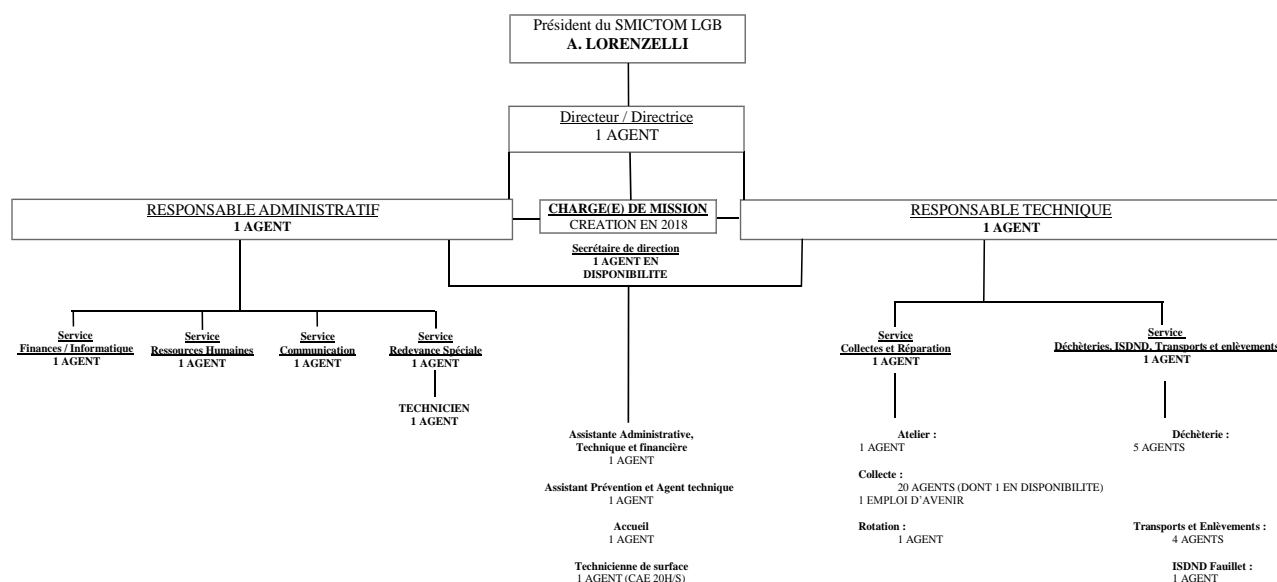 Président du SMICTOM LGB
A. LORENZELLI
Directeur / Directrice
1 AGENT
RESPONSABLE ADMINISTRATIF
1 AGENT
CHARGE(E) DE MISSION
CREATION EN 2018
RESPONSABLE TECHNIQUE
1 AGENT
Secrétaire de direction
1 AGENT EN
DISPONIBILITE
Service
Finances / Informatique
1 AGENT
Service
Ressources Humaines
1 AGENT
Service
Communication
1 AGENT
Service
Redevance Spéciale
1 AGENT
TECHNICIEN
1 AGENT
Service
Collectes et Réparation
1 AGENT
Service
Déchèteries, ISDND, Transports et enlèvements
1 AGENT
Assistante Administrative,
Technique et financière
1 AGENT
Assistant Prévention et Agent technique
1 AGENT
Accueil
1 AGENT
Technicienne de surface
1 AGENT (CAE 20H/S)
Atelier :
1 AGENT
Collecte :
20 AGENTS (DONT 1 EN DISPONIBILITE)
1 EMPLOI D’AVENIR
Rotation :
1 AGENT
Déchèterie :
5 AGENTS
Transports et Enlèvements :
4 AGENTS
ISDND Fauillet :
1 AGENT